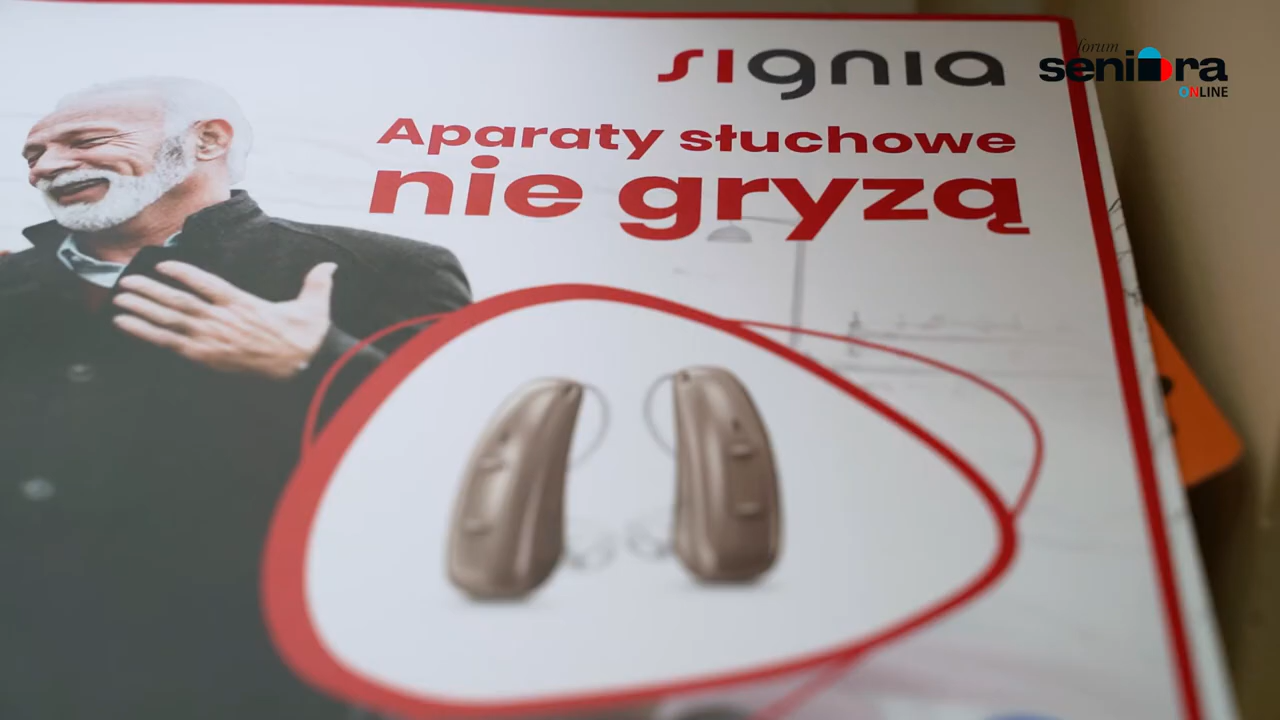 signia
Aparaty słuchowe
nie gryzą
forum
seniora
ONLINE